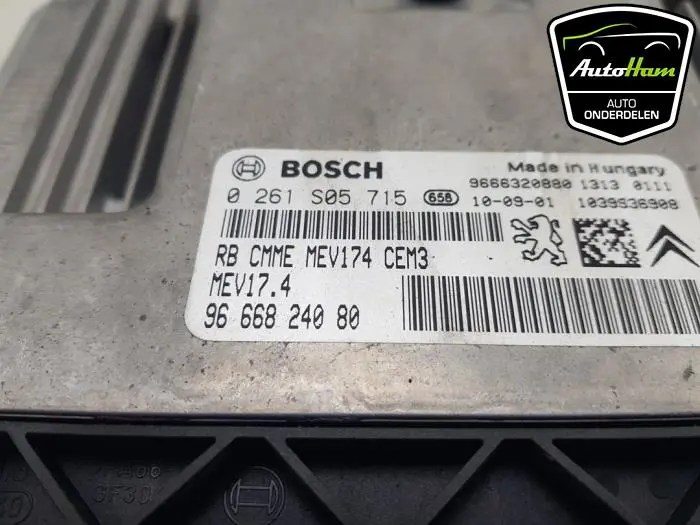 AutoHam
AUTO
ONDERDELEN
BOSCH
Made in Hungary
0 261 S05 715
658
9666320880 1313 0111
10-09-01 1039S36908
RB CMME MEV174 CEM3
MEV17.4
96 668 240 80
GF30